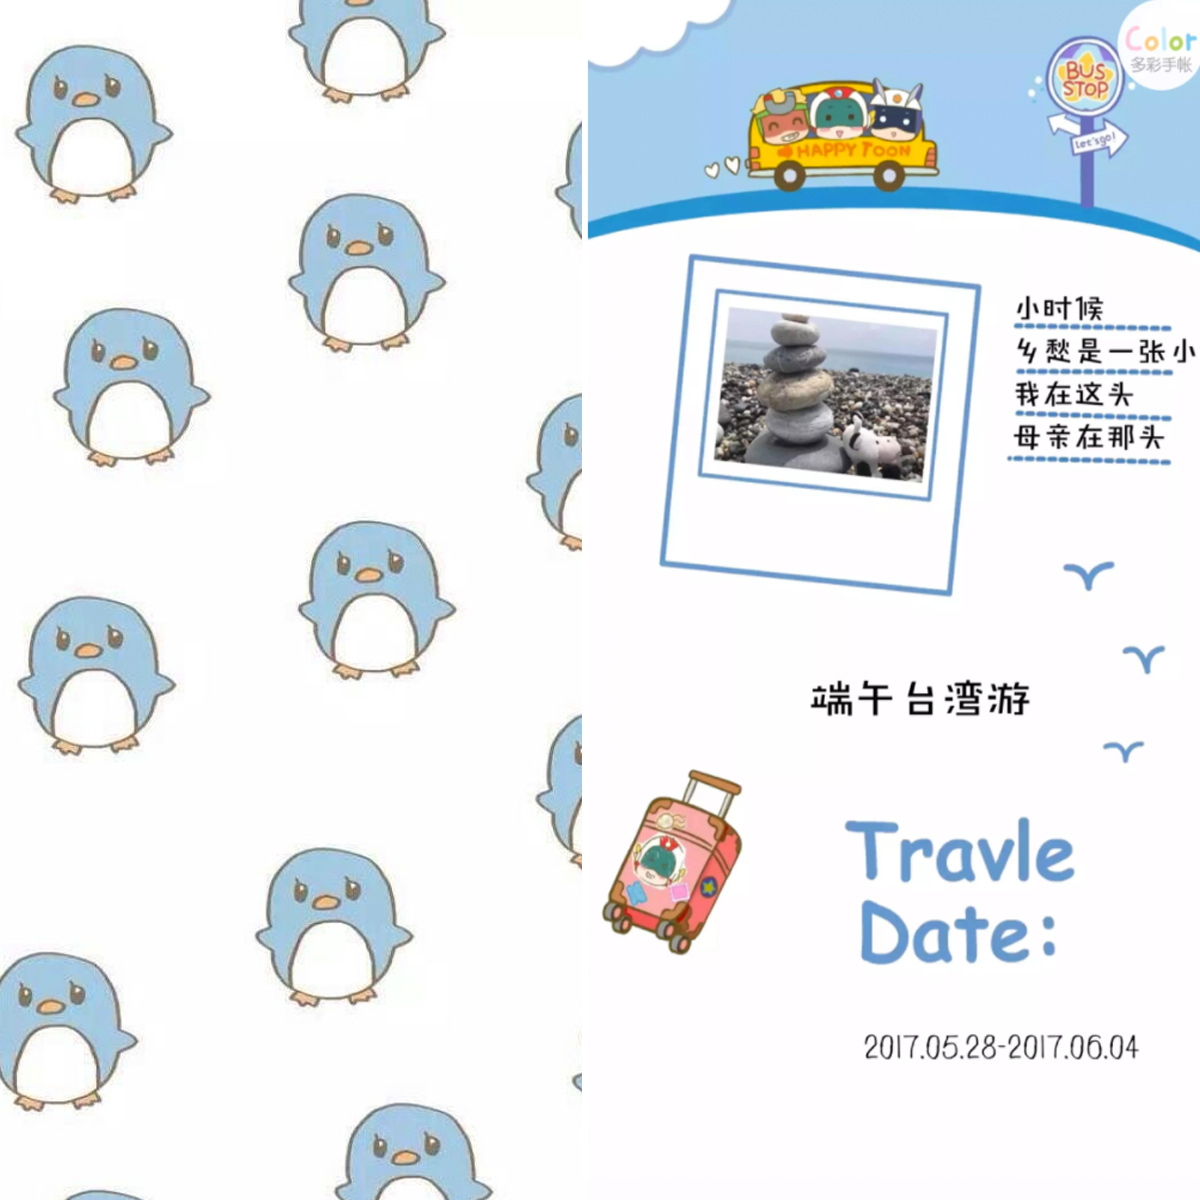 Color
多彩手帐
BUS
STOP
Let'sgo!
HAPPY TOON
小时候
乡愁是一张小
我在这头
母亲在那头
端午台湾游
Travle
Date:
2017.05.28-2017.06.04